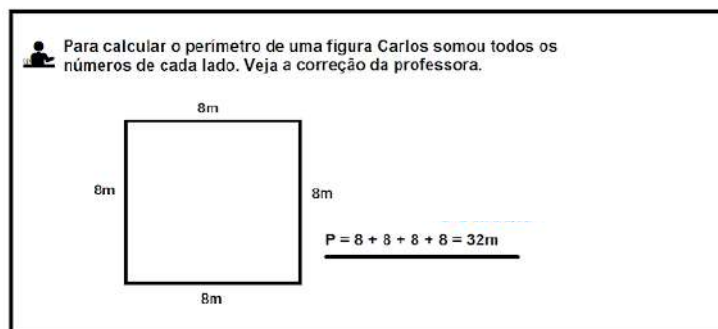 Para calcular o perímetro de uma figura Carlos somou todos os
números de cada lado. Veja a correção da professora.
8m
8m
8m
P = 8 + 8 + 8 + 8 = 32m
8m